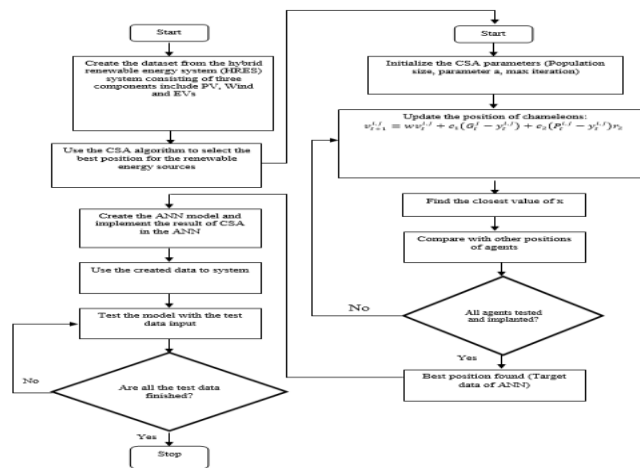 Start
Create the dataset from the hybrid
renewable energy system (HRES)
system consisting of three
components include PV, Wind
and EVs
Use the CSA algorithm to select the
best position for the renewable
energy sources
Create the ANN model and
implement the result of CSA
in the ANN
Use the created data to system
Test the model with the test
data input
No
Are all the test data
finished?
Yes
Stop
Start
Initialize the CSA parameters (Population
size, parameter a, max iteration)
Update the position of chameleons:
Find the closest value of x
Compare with other positions
of agents
No
All agents tested
and implanted?
Yes
Best position found (Target
data of ANN)